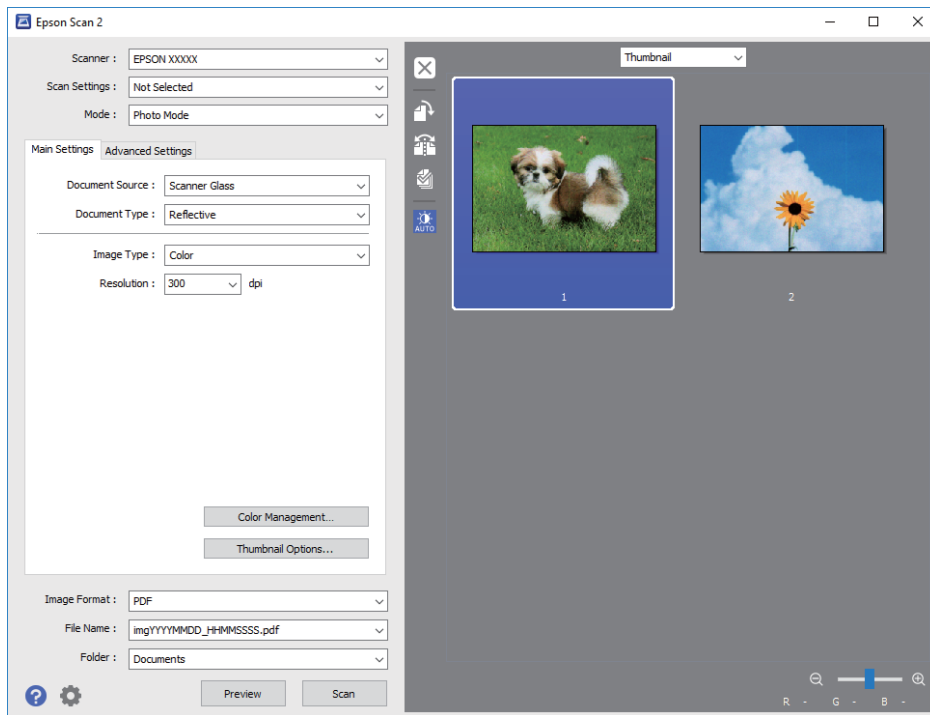 Epson Scan 2
Scanner : EPSON XXXXX
Scan Settings : Not Selected
Mode : Photo Mode
Main Settings Advanced Settings
Document Source : Scanner Glass
Document Type : Reflective
Image Type : Color
Resolution : 300 dpi
Color Management...
Thumbnail Options...
Image Format : PDF
File Name : imgYYYYMMDD_HHMMSSSS.pdf
Folder : Documents
? Preview Scan
Thumbnail
AUTO
1 2
R - G - B -